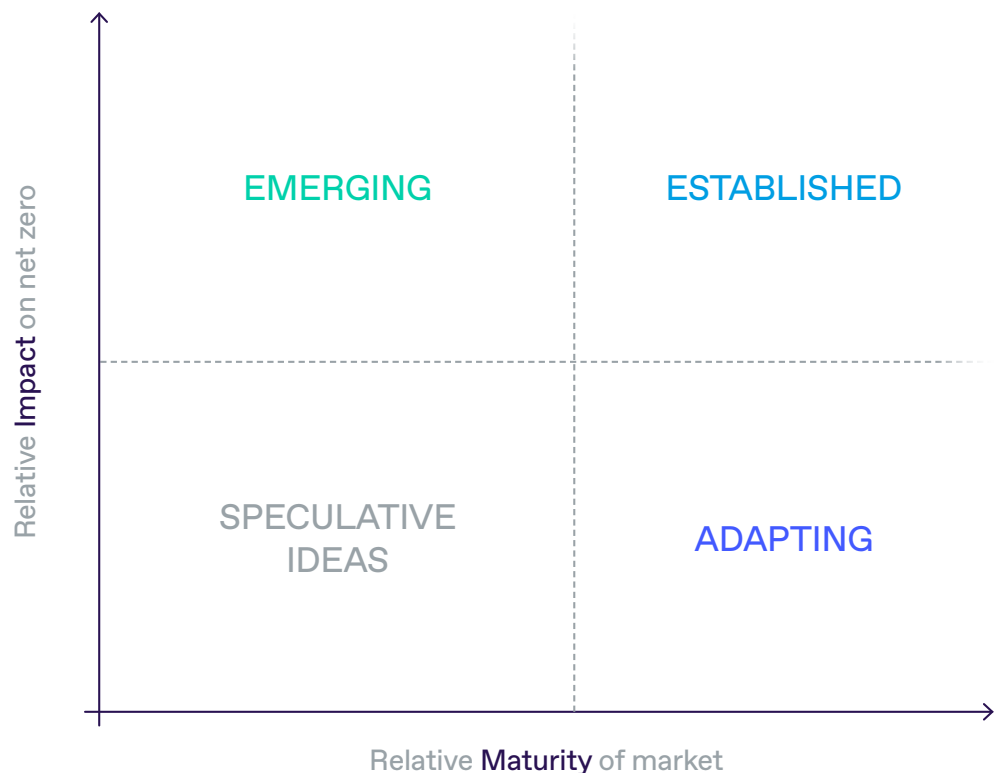 EMERGING
ESTABLISHED
Relative Impact on net zero
SPECULATIVE
IDEAS
ADAPTING
Relative Maturity of market